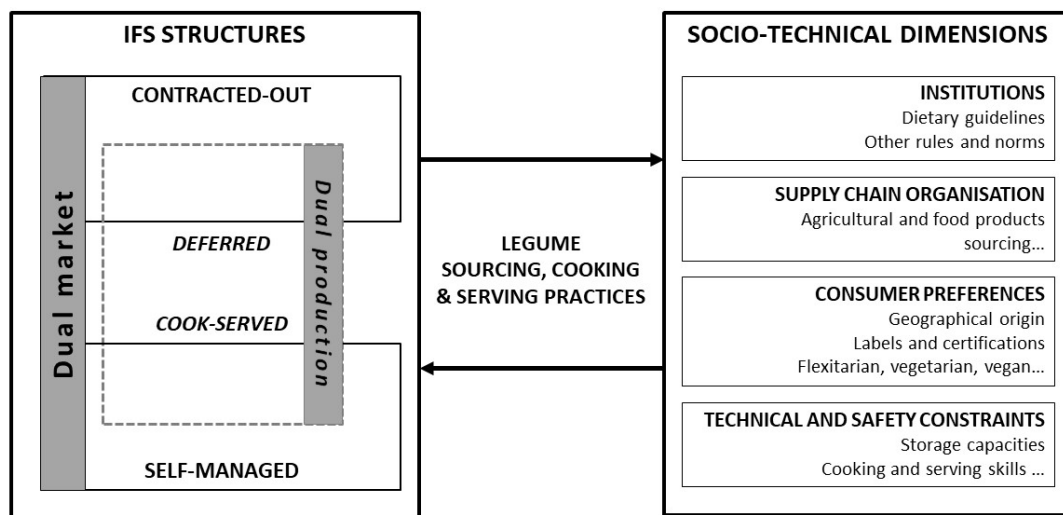 IFS STRUCTURES
CONTRACTED-OUT
Dual market
Dual production
DEFERRED
COOK-SERVED
SELF-MANAGED
LEGUME
SOURCING, COOKING
& SERVING PRACTICES
SOCIO-TECHNICAL DIMENSIONS
INSTITUTIONS
Dietary guidelines
Other rules and norms
SUPPLY CHAIN ORGANISATION
Agricultural and food products
sourcing...
CONSUMER PREFERENCES
Geographical origin
Labels and certifications
Flexitarian, vegetarian, vegan...
TECHNICAL AND SAFETY CONSTRAINTS
Storage capacities
Cooking and serving skills ...